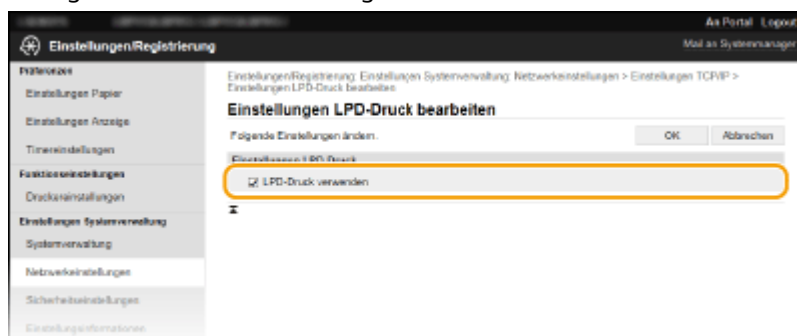 An Portal Logout
Einstellungen/Registrierung
Mail an Systemmanager
Präferenzen
Einstellungen Papier
Einstellungen Anzeige
Timereinstellungen
Funktionseinstellungen
Druckereinstellungen
Einstellungen Systemverwaltung
Systemverwaltung
Netzwerkeinstellungen
Sicherheitseinstellungen
Einstellungsinformationen
Einstellungen/Registrierung: Einstellungen Systemverwaltung: Netzwerkeinstellungen > Einstellungen TCP/IP >
Einstellungen LPD-Druck bearbeiten
Einstellungen LPD-Druck bearbeiten
Folgende Einstellungen ändern.
OK
Abbrechen
Einstellungen LPD-Druck
LPD-Druck verwenden